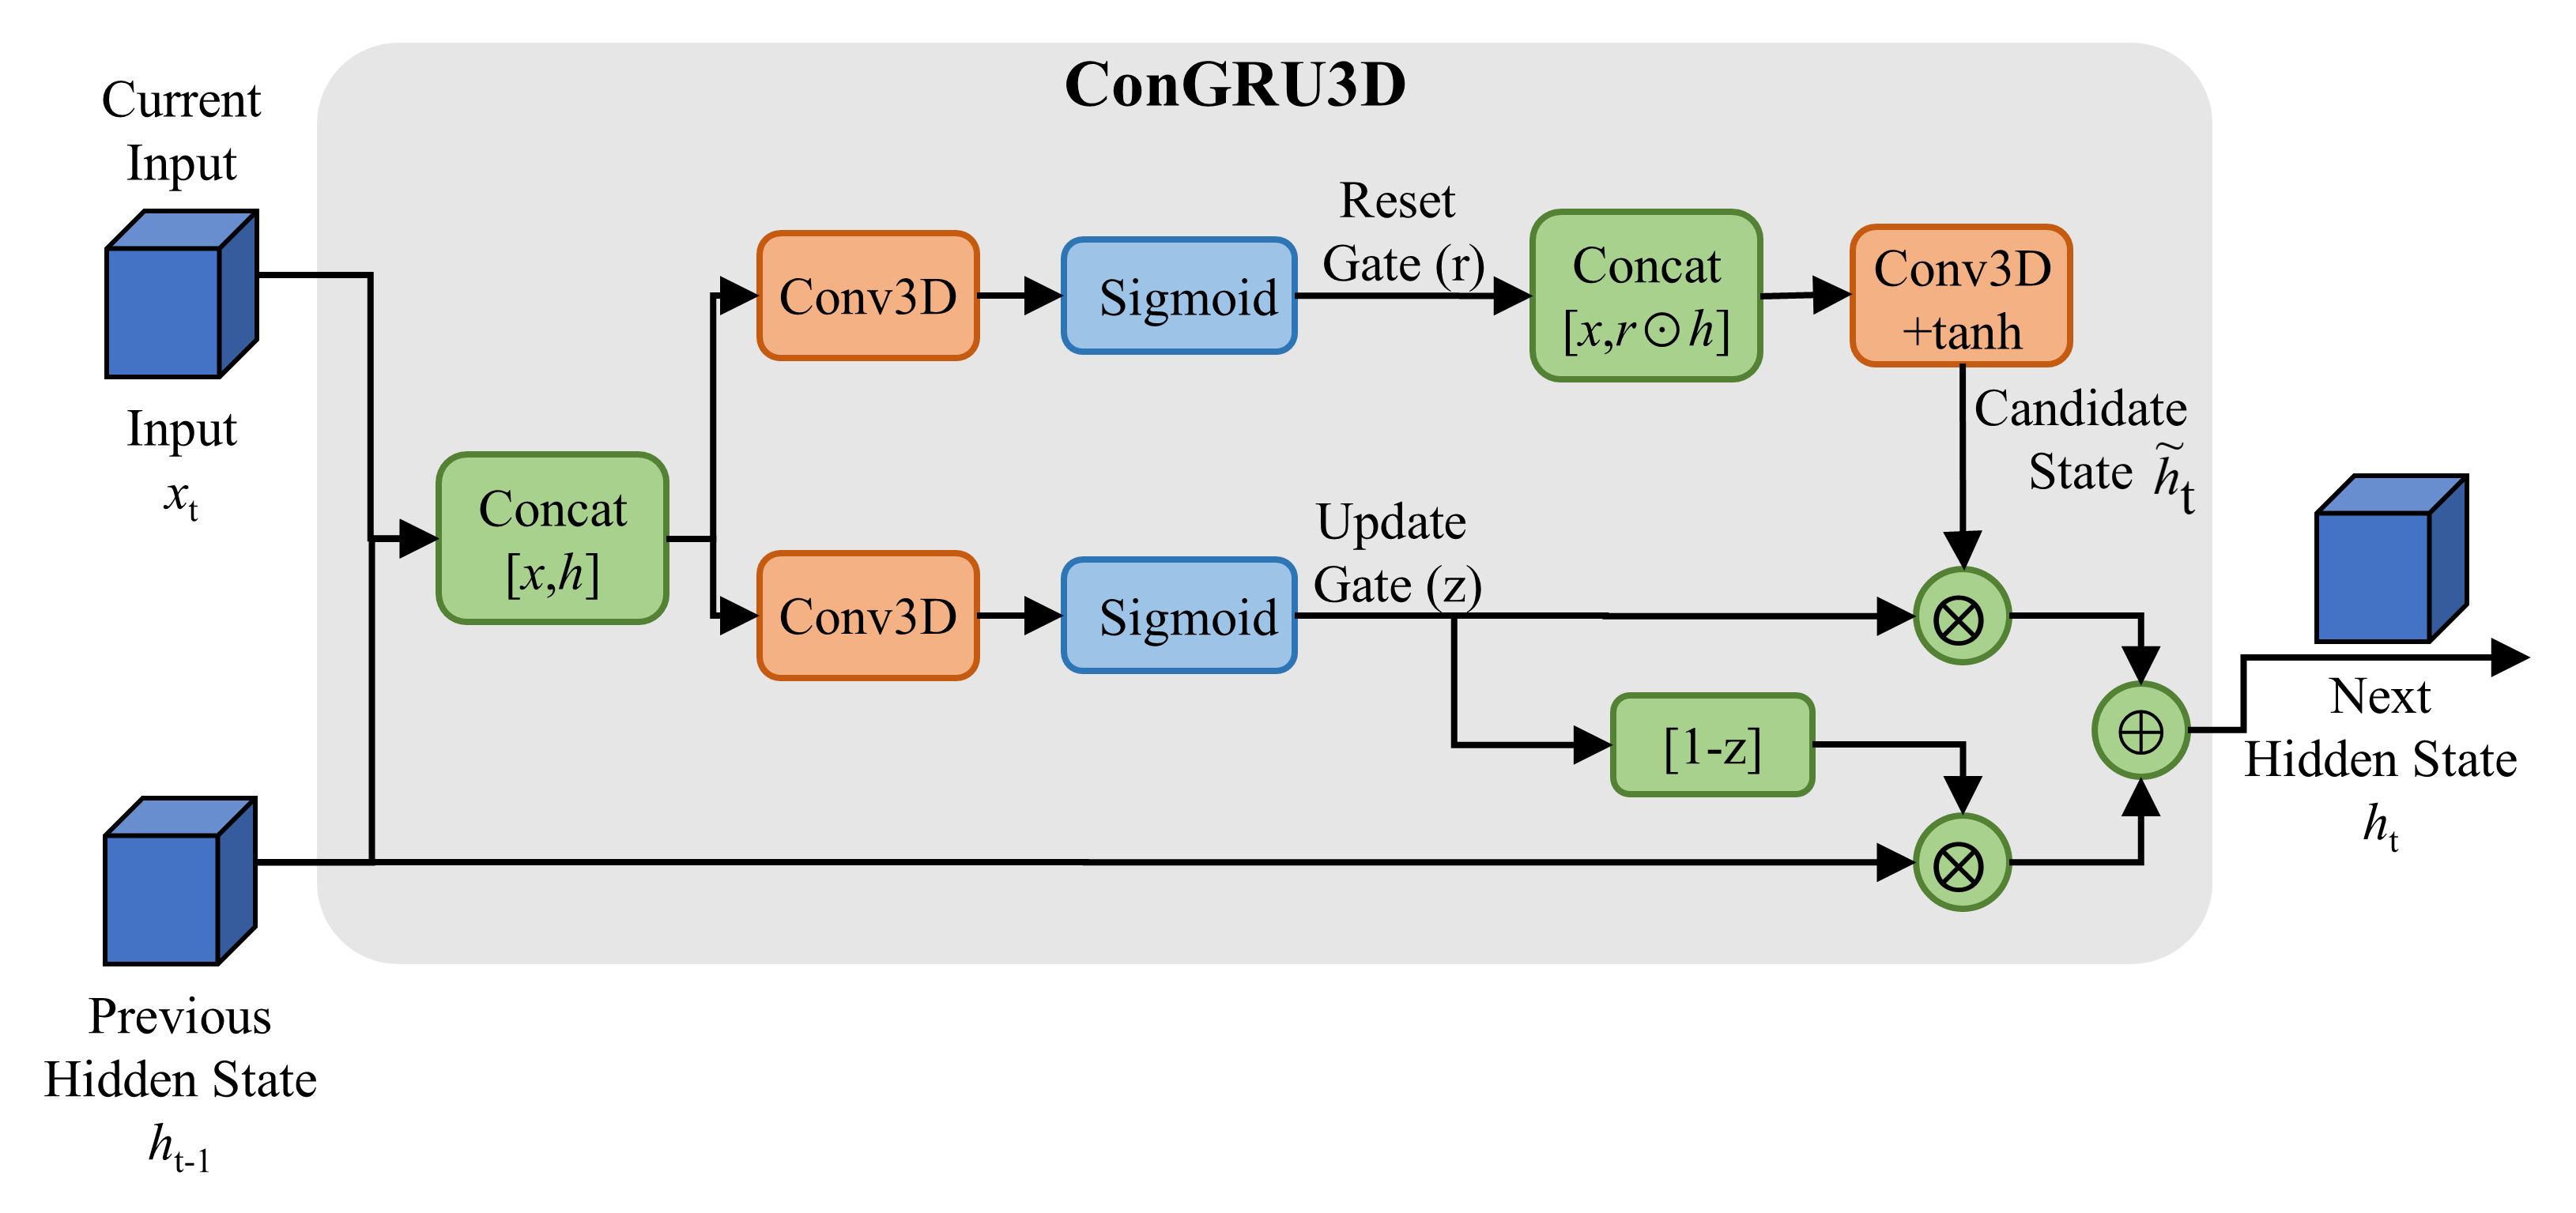 ConGRU3D
Current
Input
Input
xₜ
Concat
[x,h]
Conv3D
Sigmoid
Reset
Gate (r)
Concat
[x,r⊙h]
Conv3D
+tanh
Candidate
State h̃ₜ
Conv3D
Sigmoid
Update
Gate (z)
⊗
[1-z]
⊗
⊕
Next
Hidden State
hₜ
Previous
Hidden State
hₜ₋₁